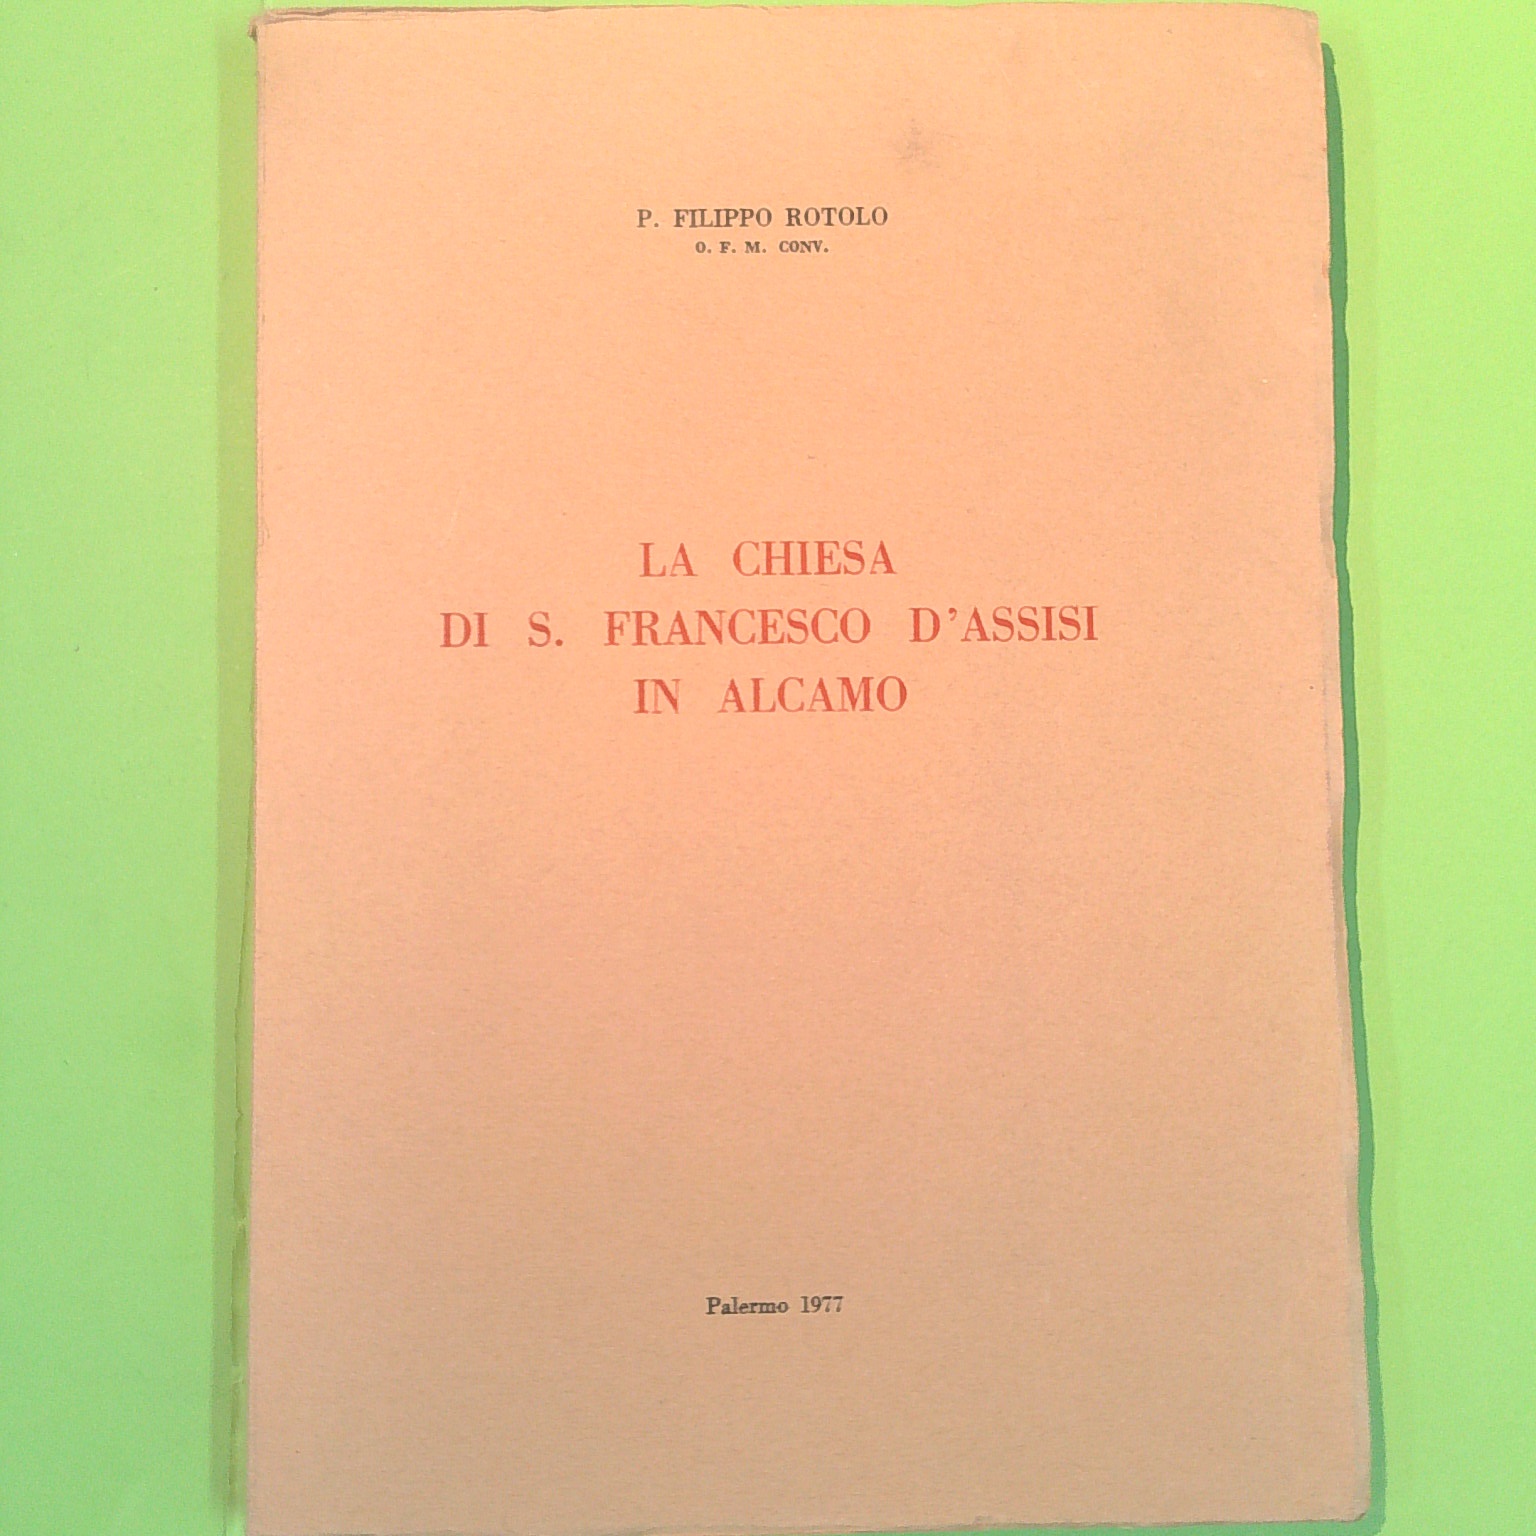 P. FILIPPO ROTOLO
O. F. M. CONV.
LA CHIESA
DI S. FRANCESCO D'ASSISI
IN ALCAMO
Palermo 1977